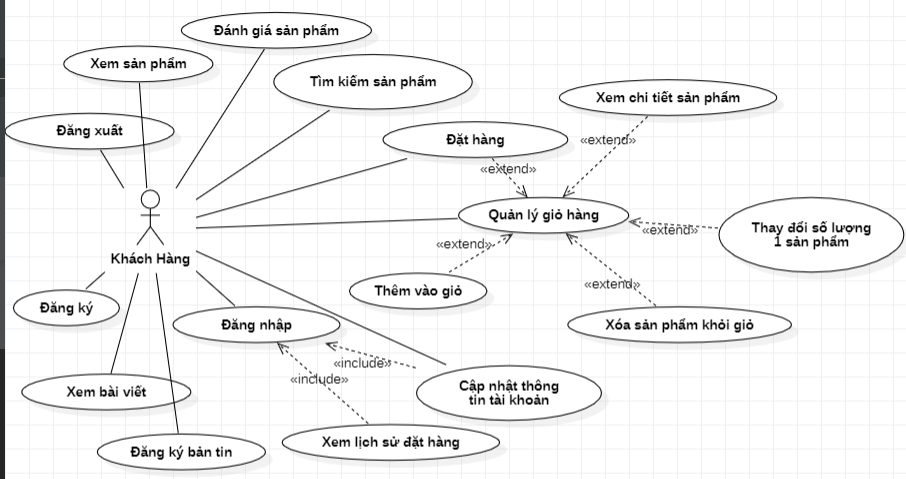 Đánh giá sản phẩm
Xem sản phẩm
Tìm kiếm sản phẩm
Xem chi tiết sản phẩm
Đăng xuất
Đặt hàng
«extend»
«extend»
Quản lý giỏ hàng
Thay đổi số lượng
1 sản phẩm
«extend»
«extend»
Khách Hàng
Thêm vào giỏ
«extend»
Đăng ký
Đăng nhập
Xóa sản phẩm khỏi giỏ
«include»
«include»
Xem bài viết
Cập nhật thông
tin tài khoản
Xem lịch sử đặt hàng
Đăng ký bản tin